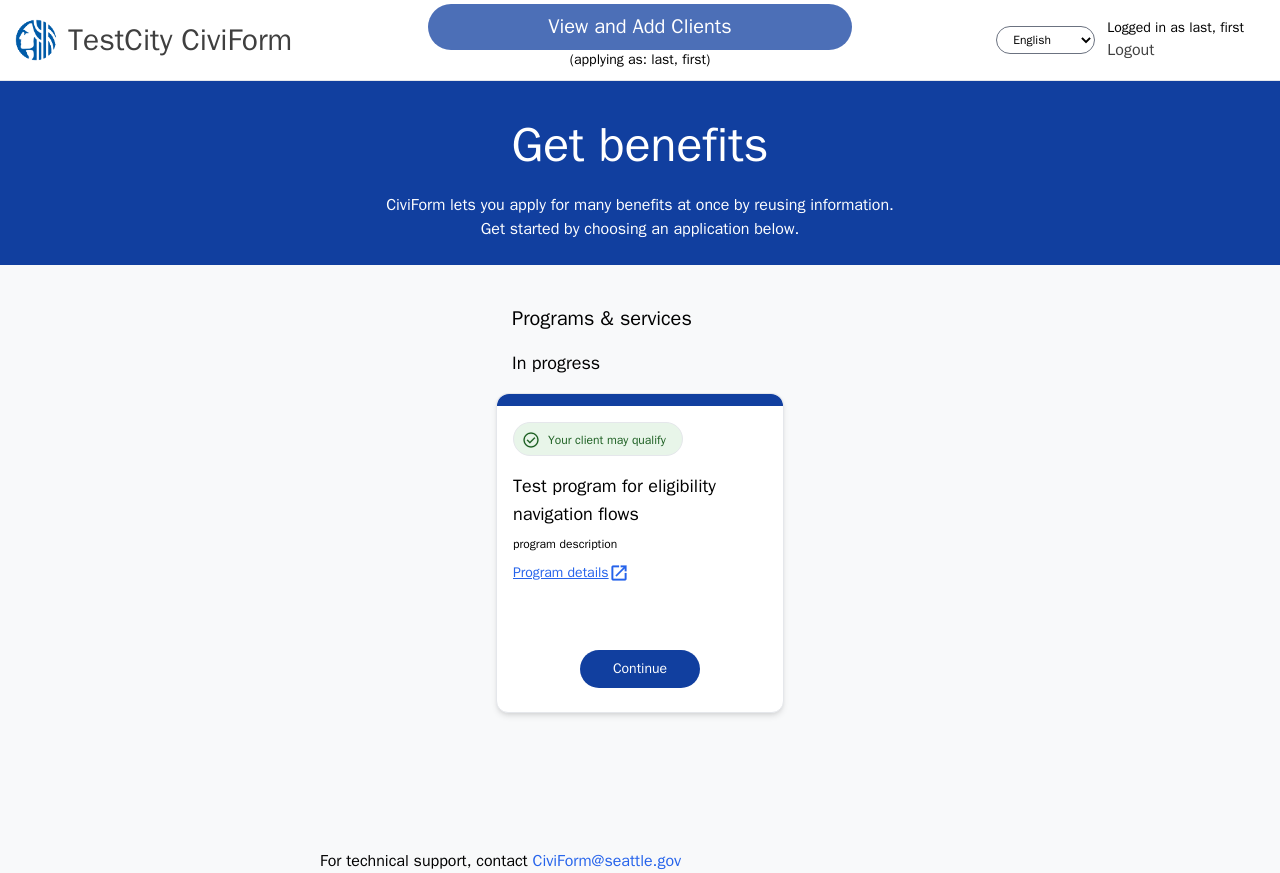 TestCity CiviForm
View and Add Clients
(applying as: last, first)
English
Logged in as last, first
Logout
Get benefits
CiviForm lets you apply for many benefits at once by reusing information.
Get started by choosing an application below.
Programs & services
In progress
Your client may qualify
Test program for eligibility
navigation flows
program description
Program details
Continue
For technical support, contact CiviForm@seattle.gov